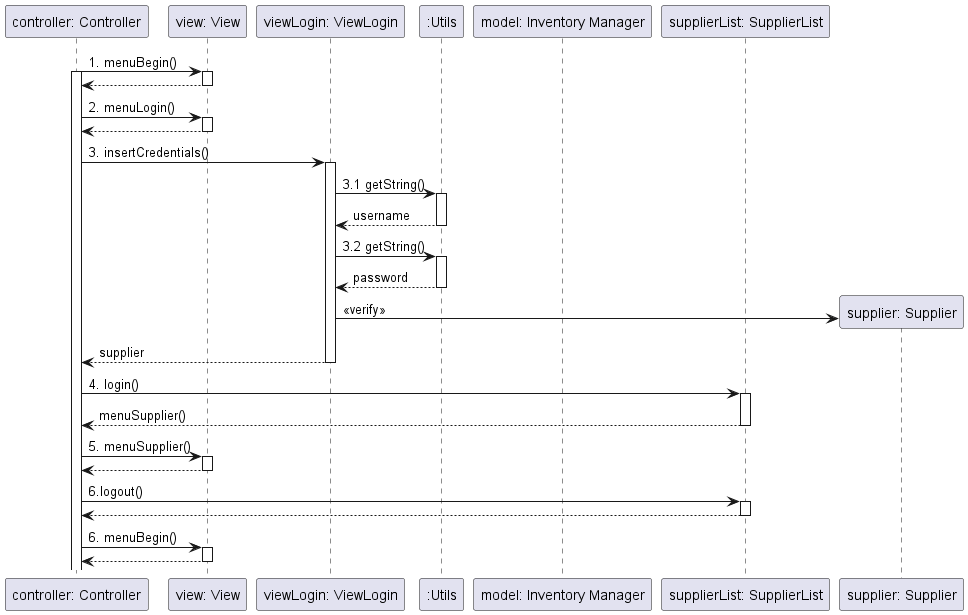 controller: Controller
view: View
viewLogin: ViewLogin
:Utils
model: Inventory Manager
supplierList: SupplierList
1. menuBegin()
2. menuLogin()
3. insertCredentials()
3.1 getString()
username
3.2 getString()
password
«verify»
supplier: Supplier
supplier
4. login()
menuSupplier()
5. menuSupplier()
6.logout()
6. menuBegin()
controller: Controller
view: View
viewLogin: ViewLogin
:Utils
model: Inventory Manager
supplierList: SupplierList
supplier: Supplier